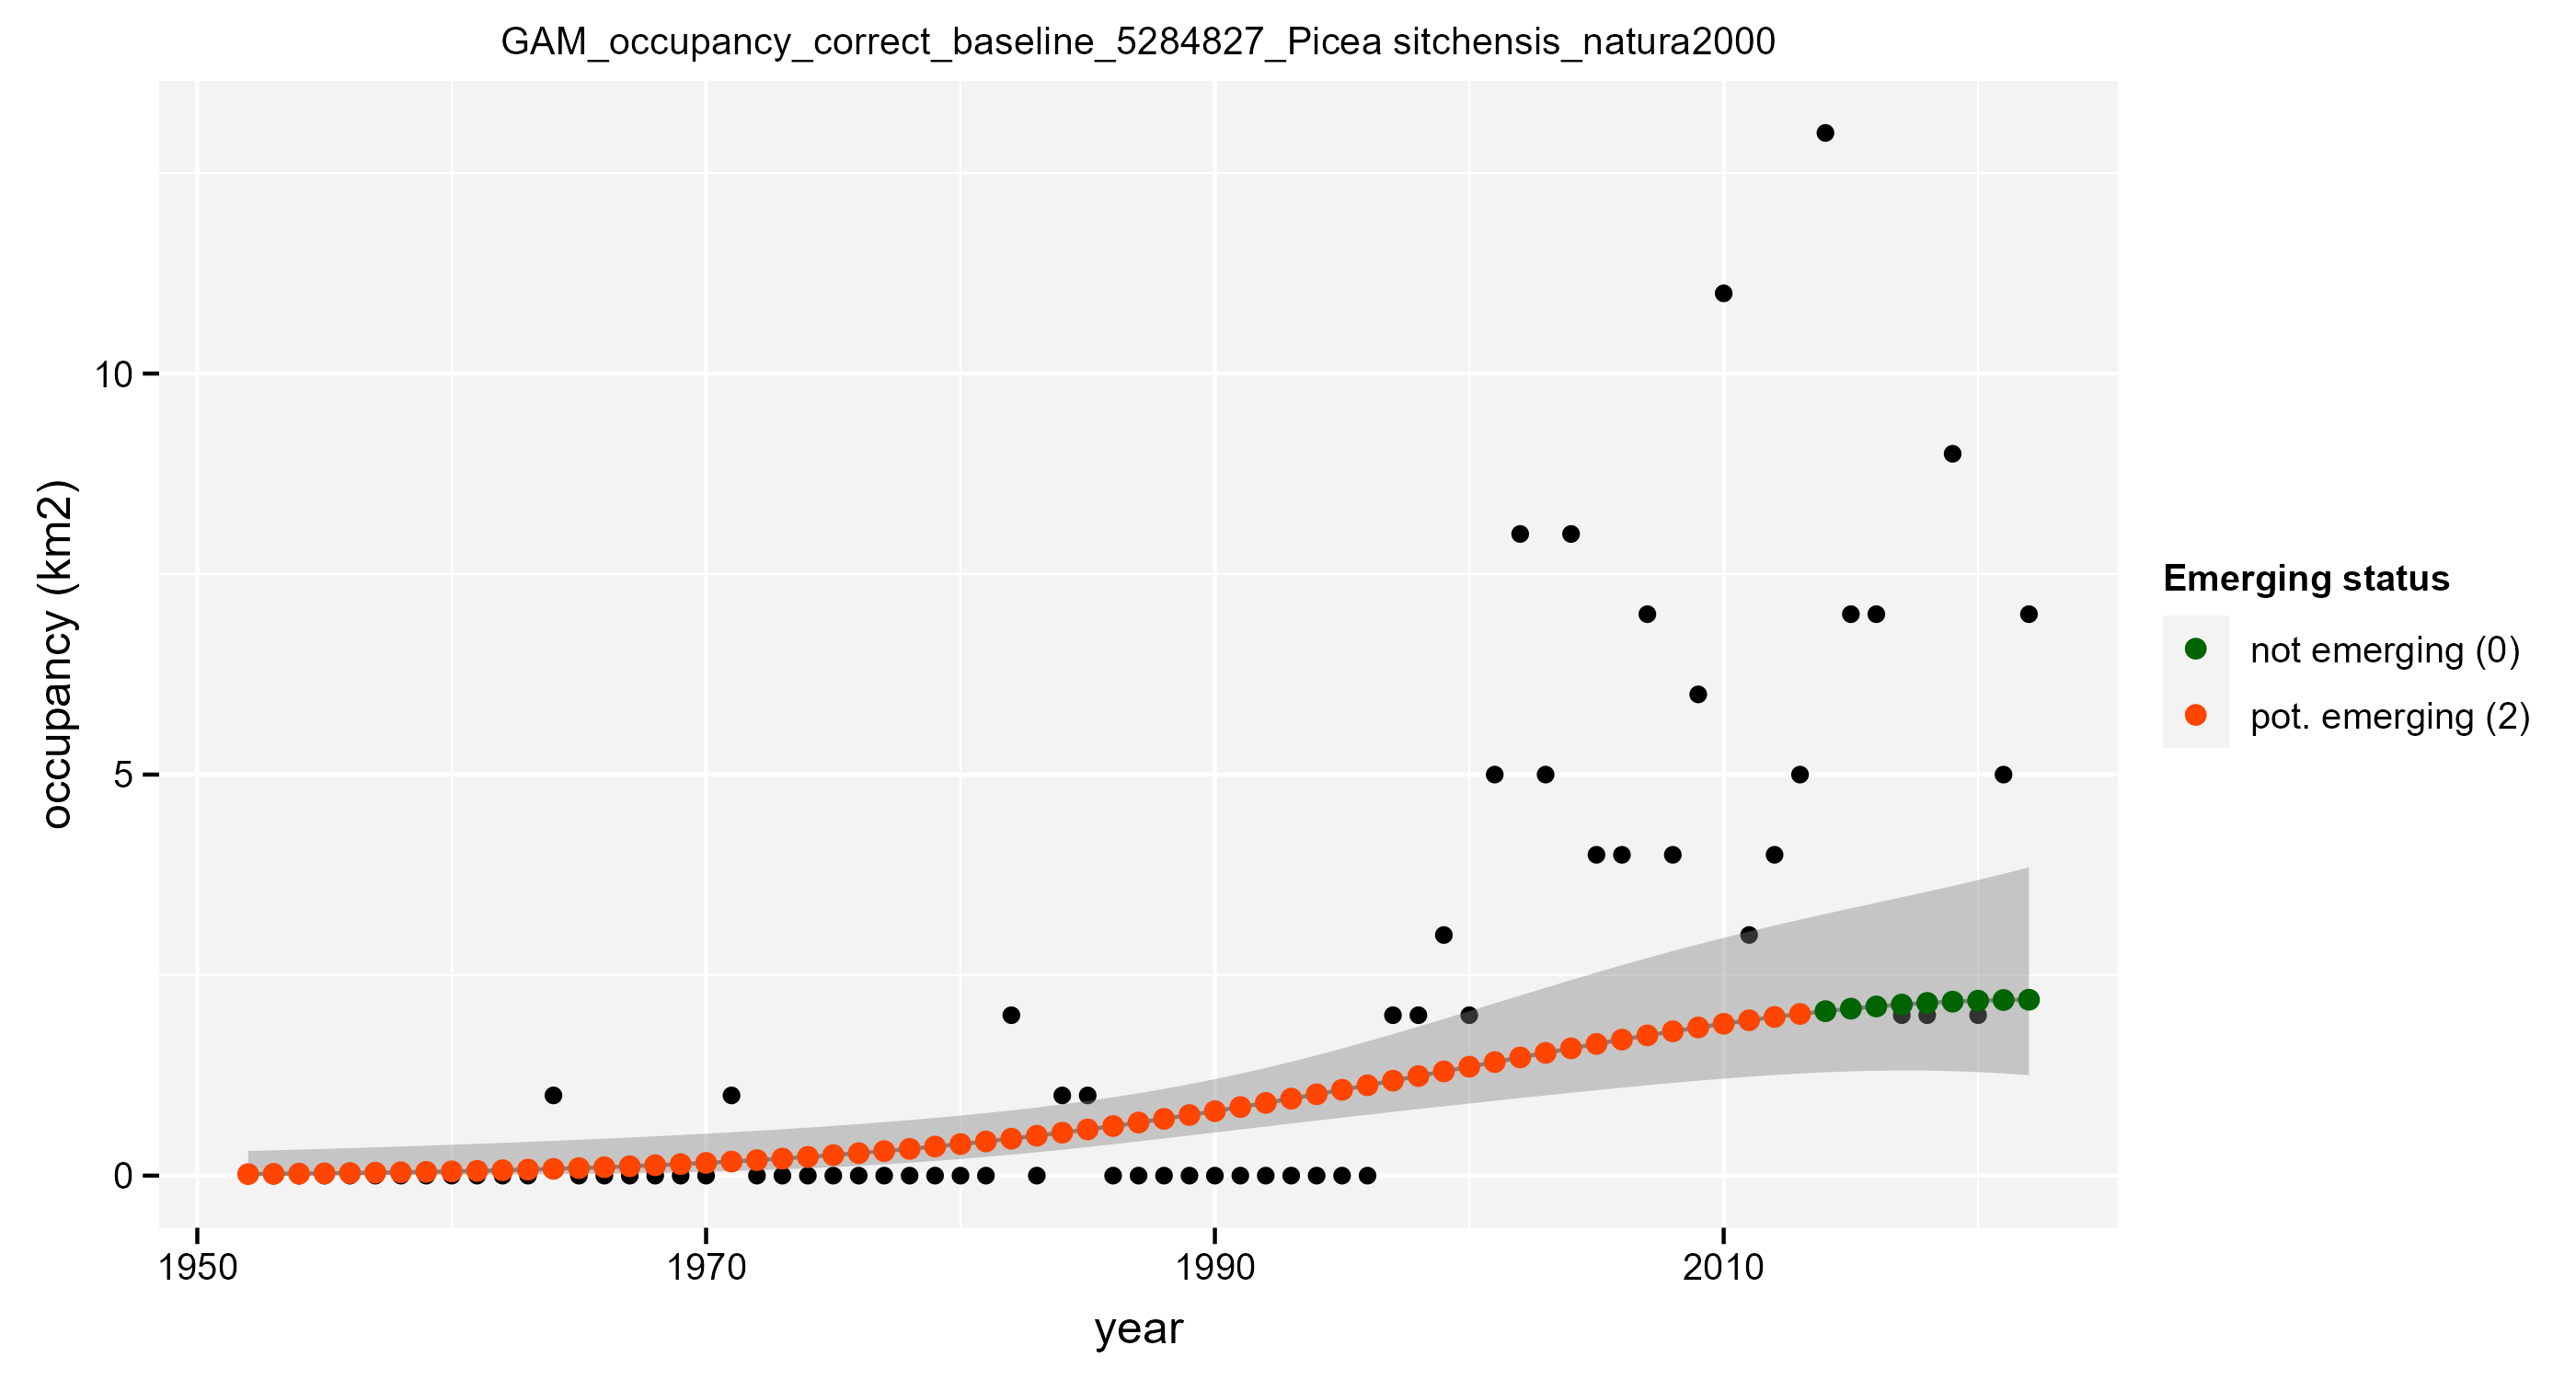 GAM_occupancy_correct_baseline_5284827_Picea sitchensis_natura2000
occupancy (km2)
10
5
0
1950
1970
1990
2010
year
Emerging status
not emerging (0)
pot. emerging (2)